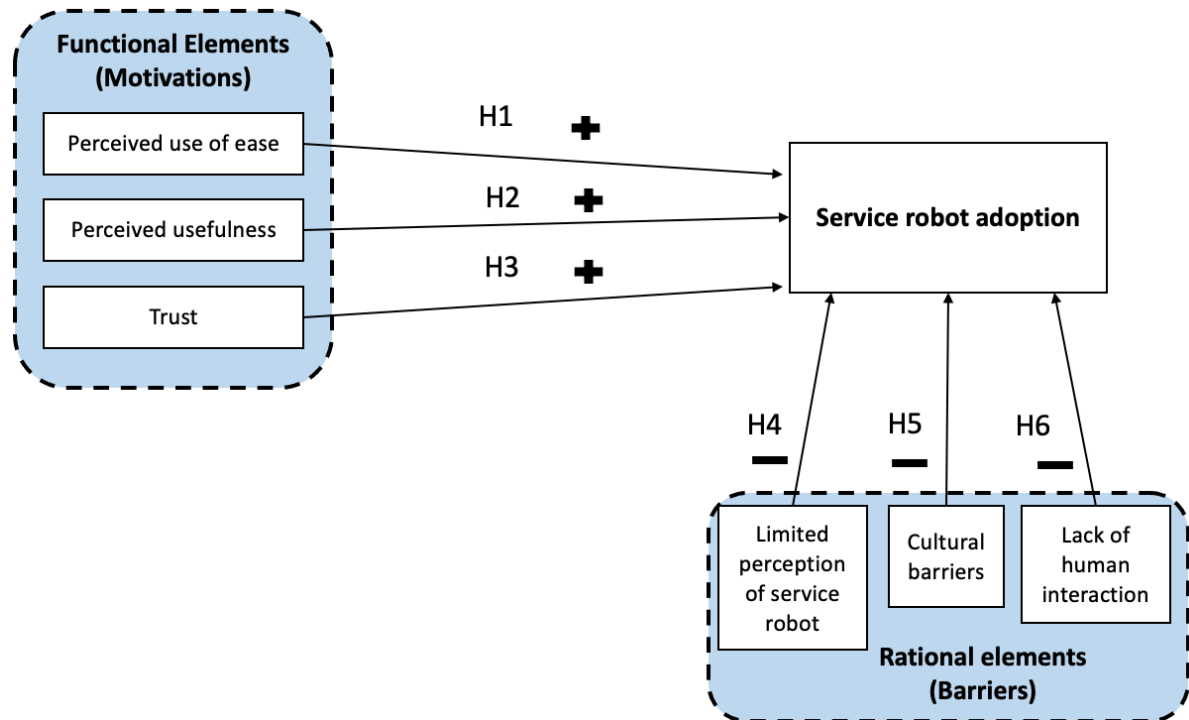 Functional Elements
(Motivations)
Perceived use of ease
Perceived usefulness
Trust
H1 +
H2 +
H3 +
Service robot adoption
H4
H5
H6
Limited
perception
of service
robot
Cultural
barriers
Lack of
human
interaction
Rational elements
(Barriers)